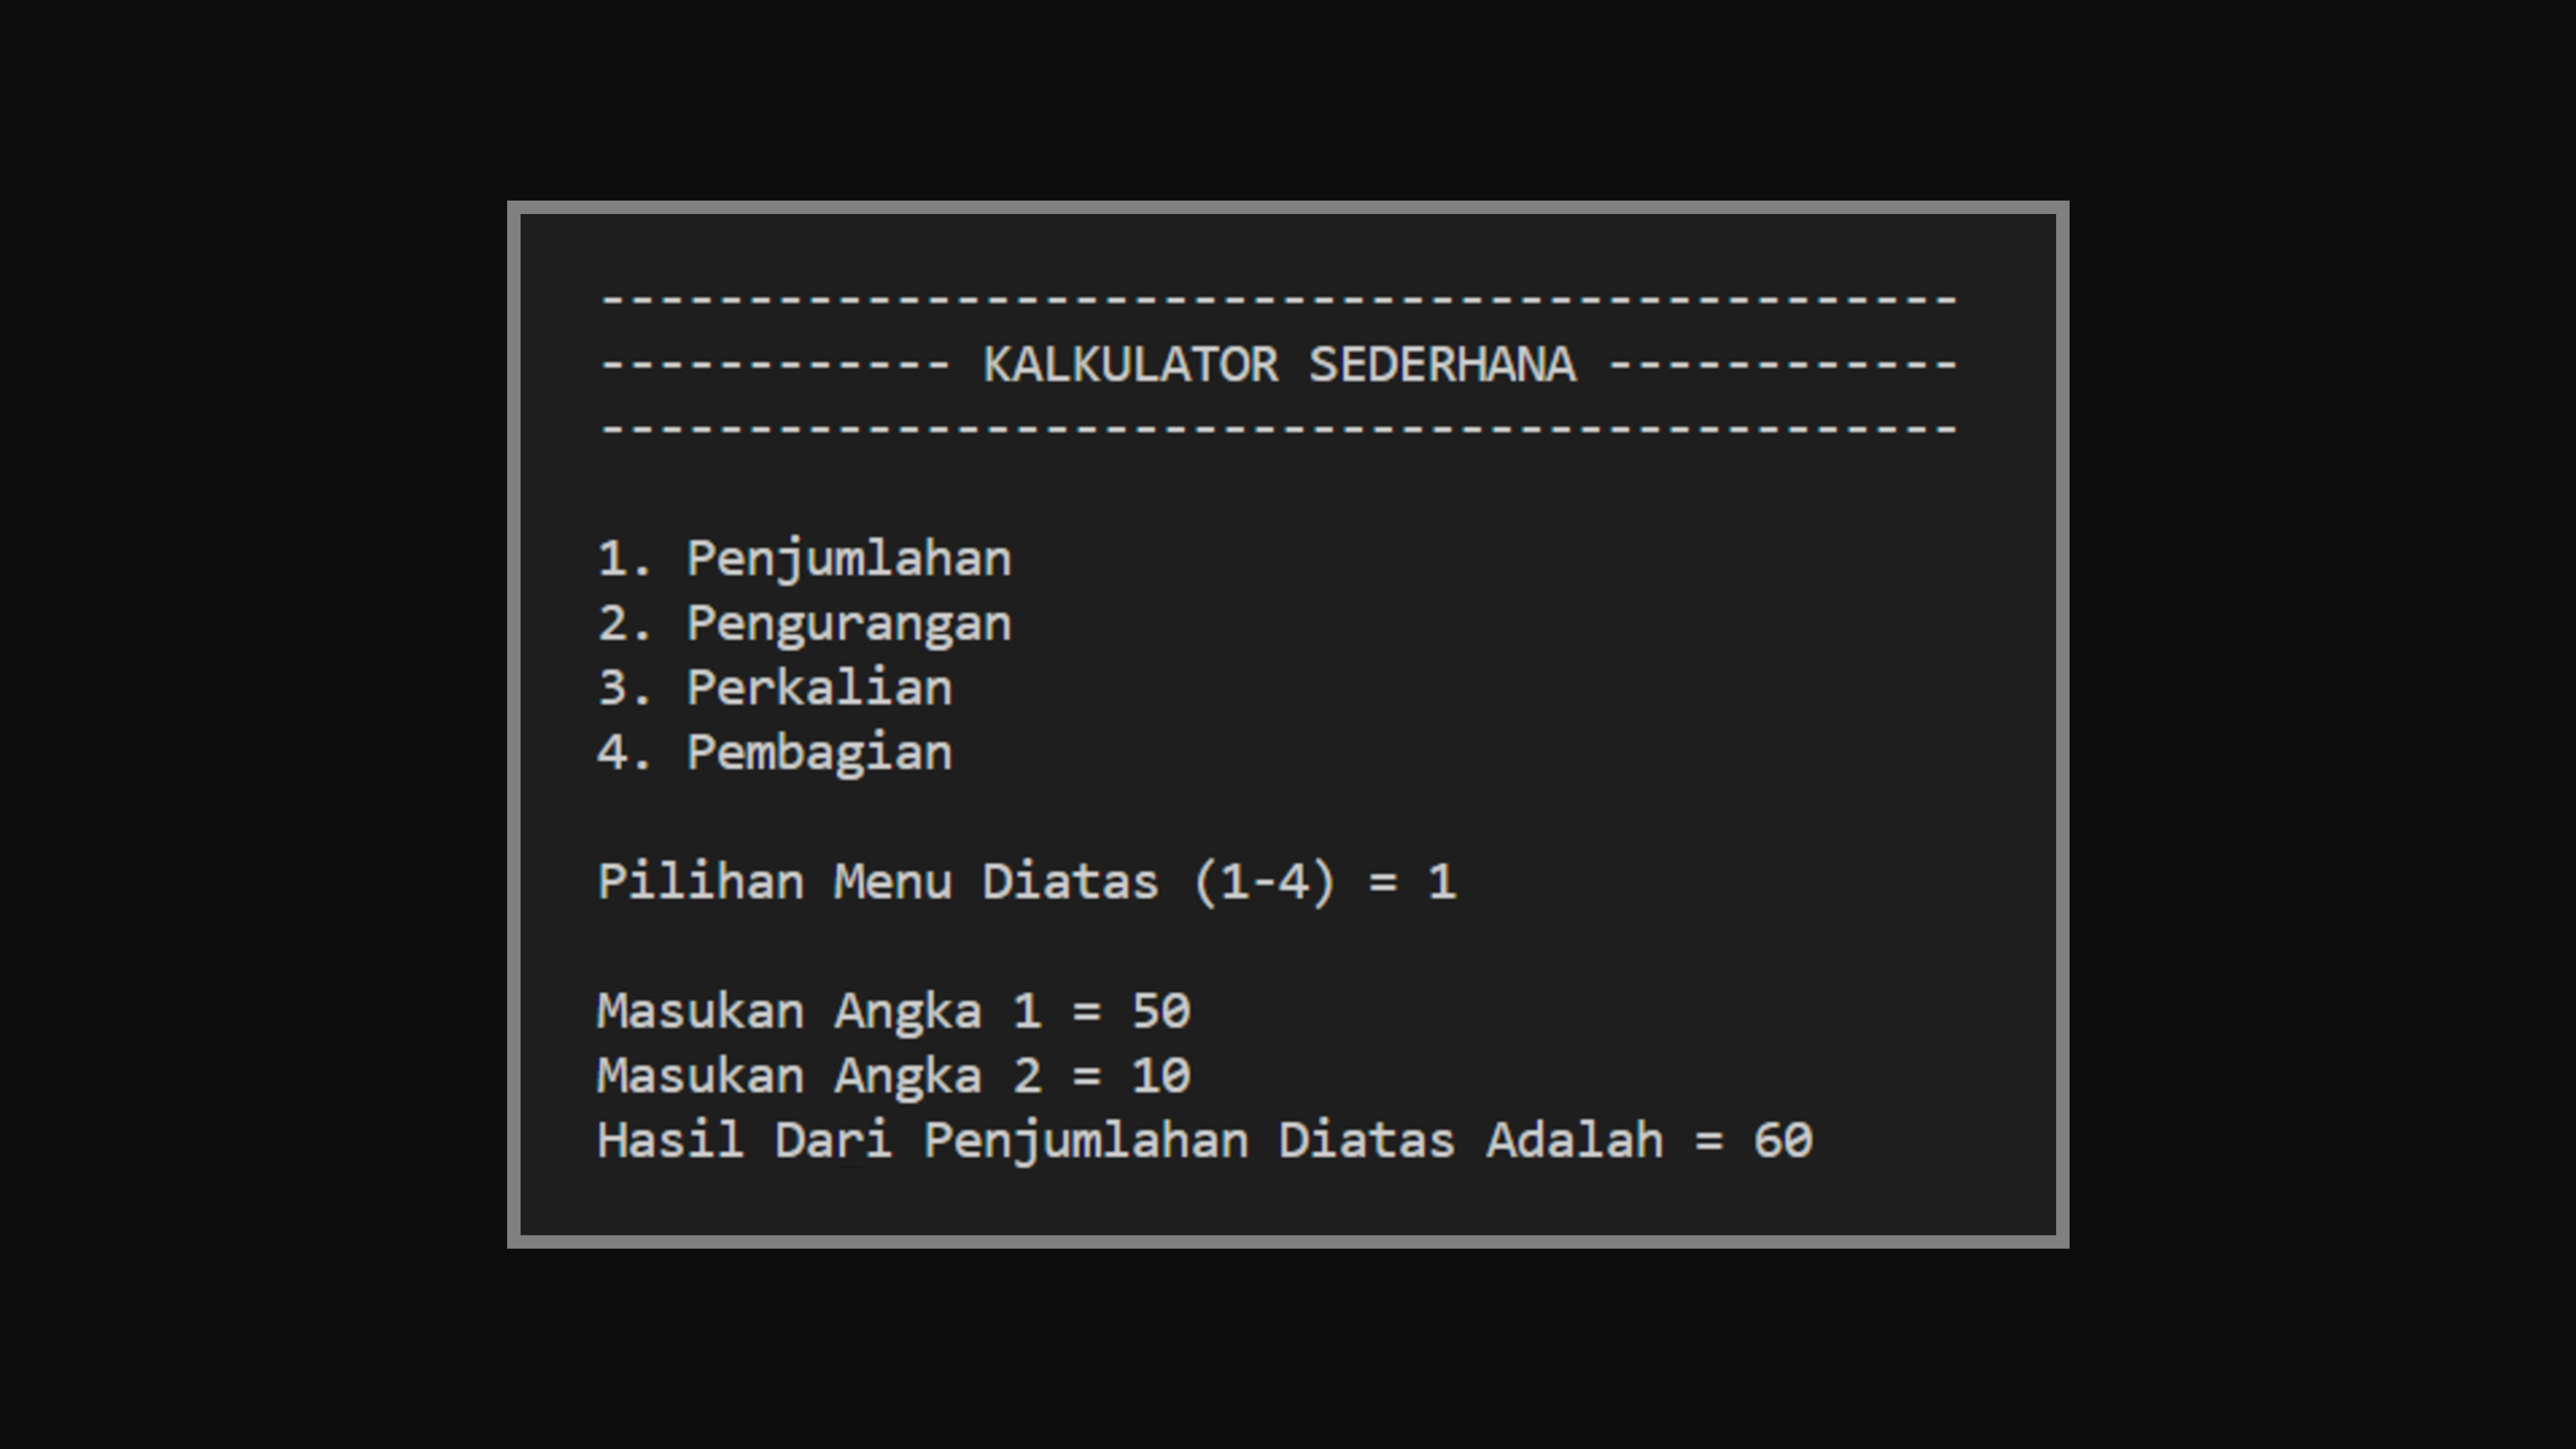 ----------------------------------------------
------------ KALKULATOR SEDERHANA ------------
----------------------------------------------
1. Penjumlahan
2. Pengurangan
3. Perkalian
4. Pembagian
Pilihan Menu Diatas (1-4) = 1
Masukan Angka 1 = 50
Masukan Angka 2 = 10
Hasil Dari Penjumlahan Diatas Adalah = 60